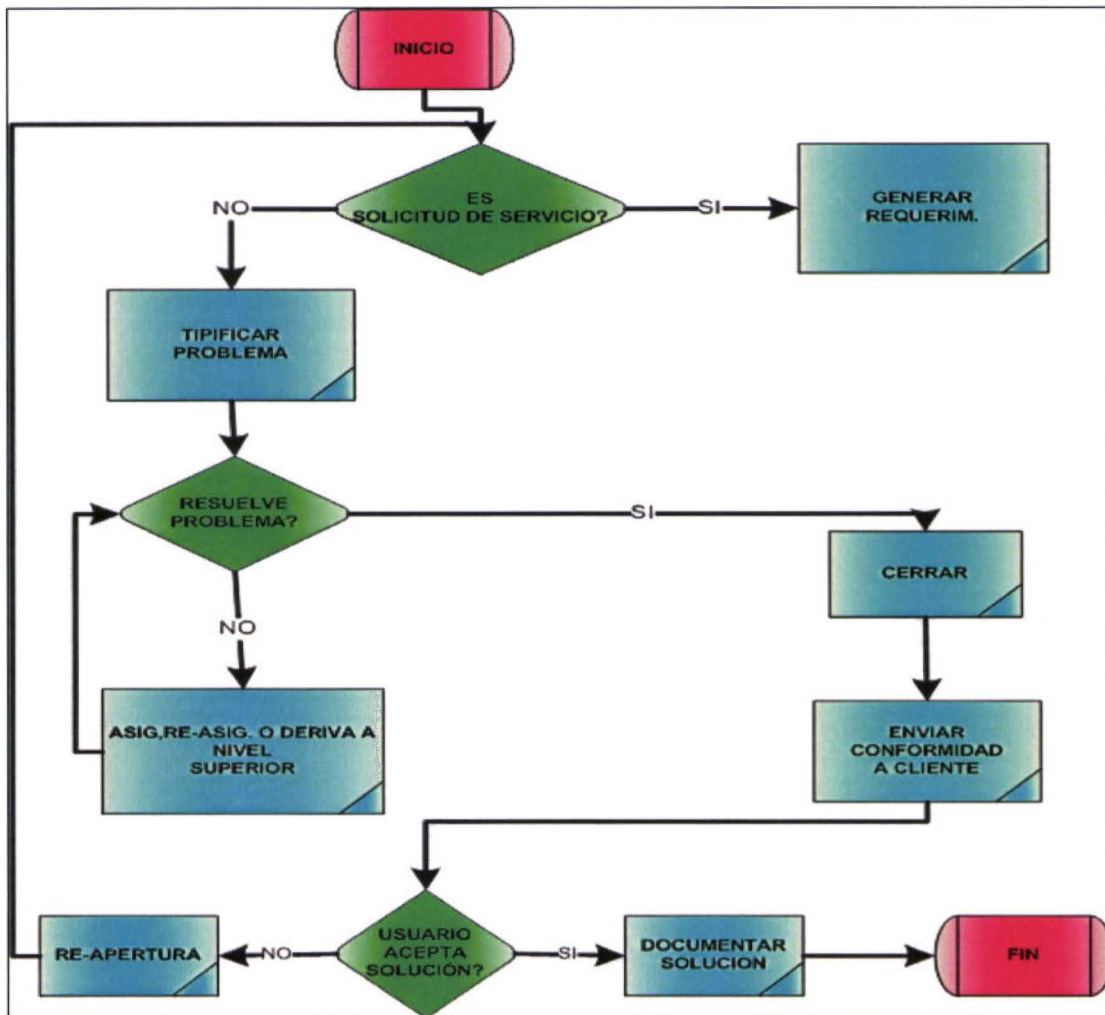 INICIO
ES
SOLICITUD DE SERVICIO?
NO
SI
GENERAR
REQUERIM.
TIPIFICAR
PROBLEMA
RESUELVE
PROBLEMA?
SI
CERRAR
NO
ASIG,RE-ASIG. O DERIVA A
NIVEL
SUPERIOR
ENVIAR
CONFORMIDAD
A CLIENTE
RE-APERTURA
NO
USUARIO
ACEPTA
SOLUCIÓN?
SI
DOCUMENTAR
SOLUCION
FIN